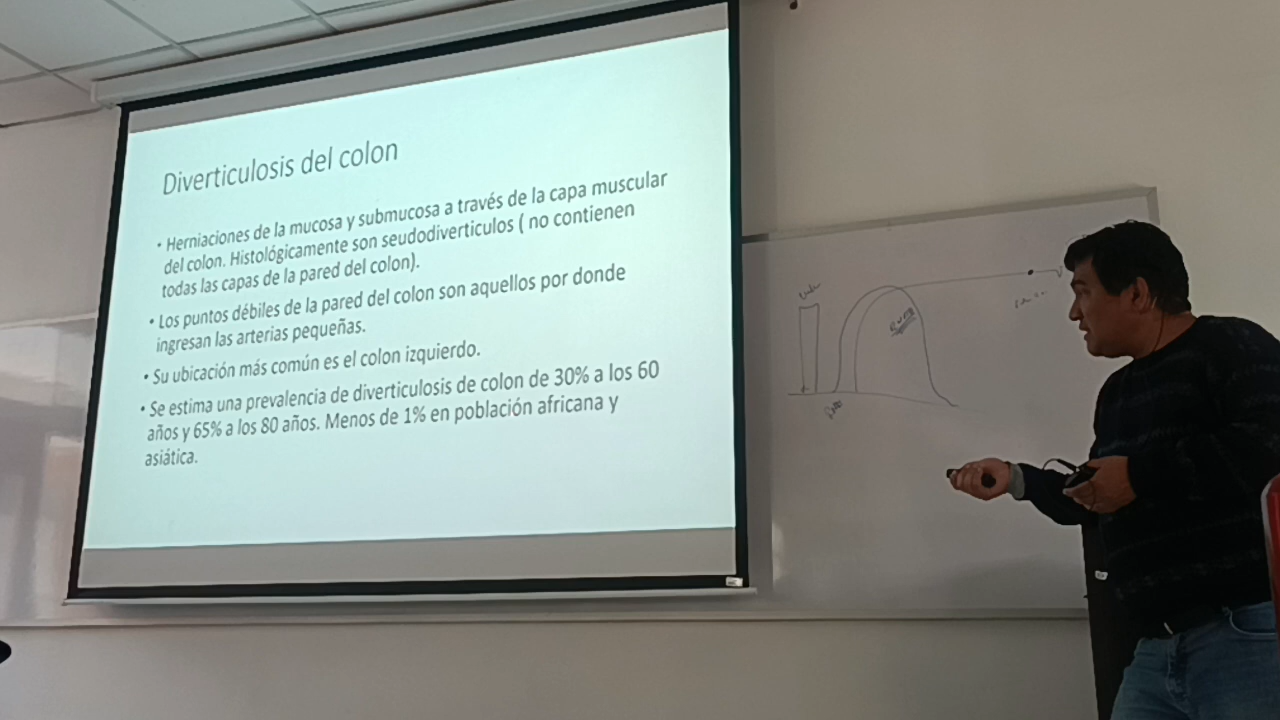 Diverticulosis del colon
• Herniaciones de la mucosa y submucosa a través de la capa muscular
del colon. Histológicamente son seudodiverticulos ( no contienen
todas las capas de la pared del colon).
• Los puntos débiles de la pared del colon son aquellos por donde
ingresan las arterias pequeñas.
• Su ubicación más común es el colon izquierdo.
• Se estima una prevalencia de diverticulosis de colon de 30% a los 60
años y 65% a los 80 años. Menos de 1% en población africana y
asiática.